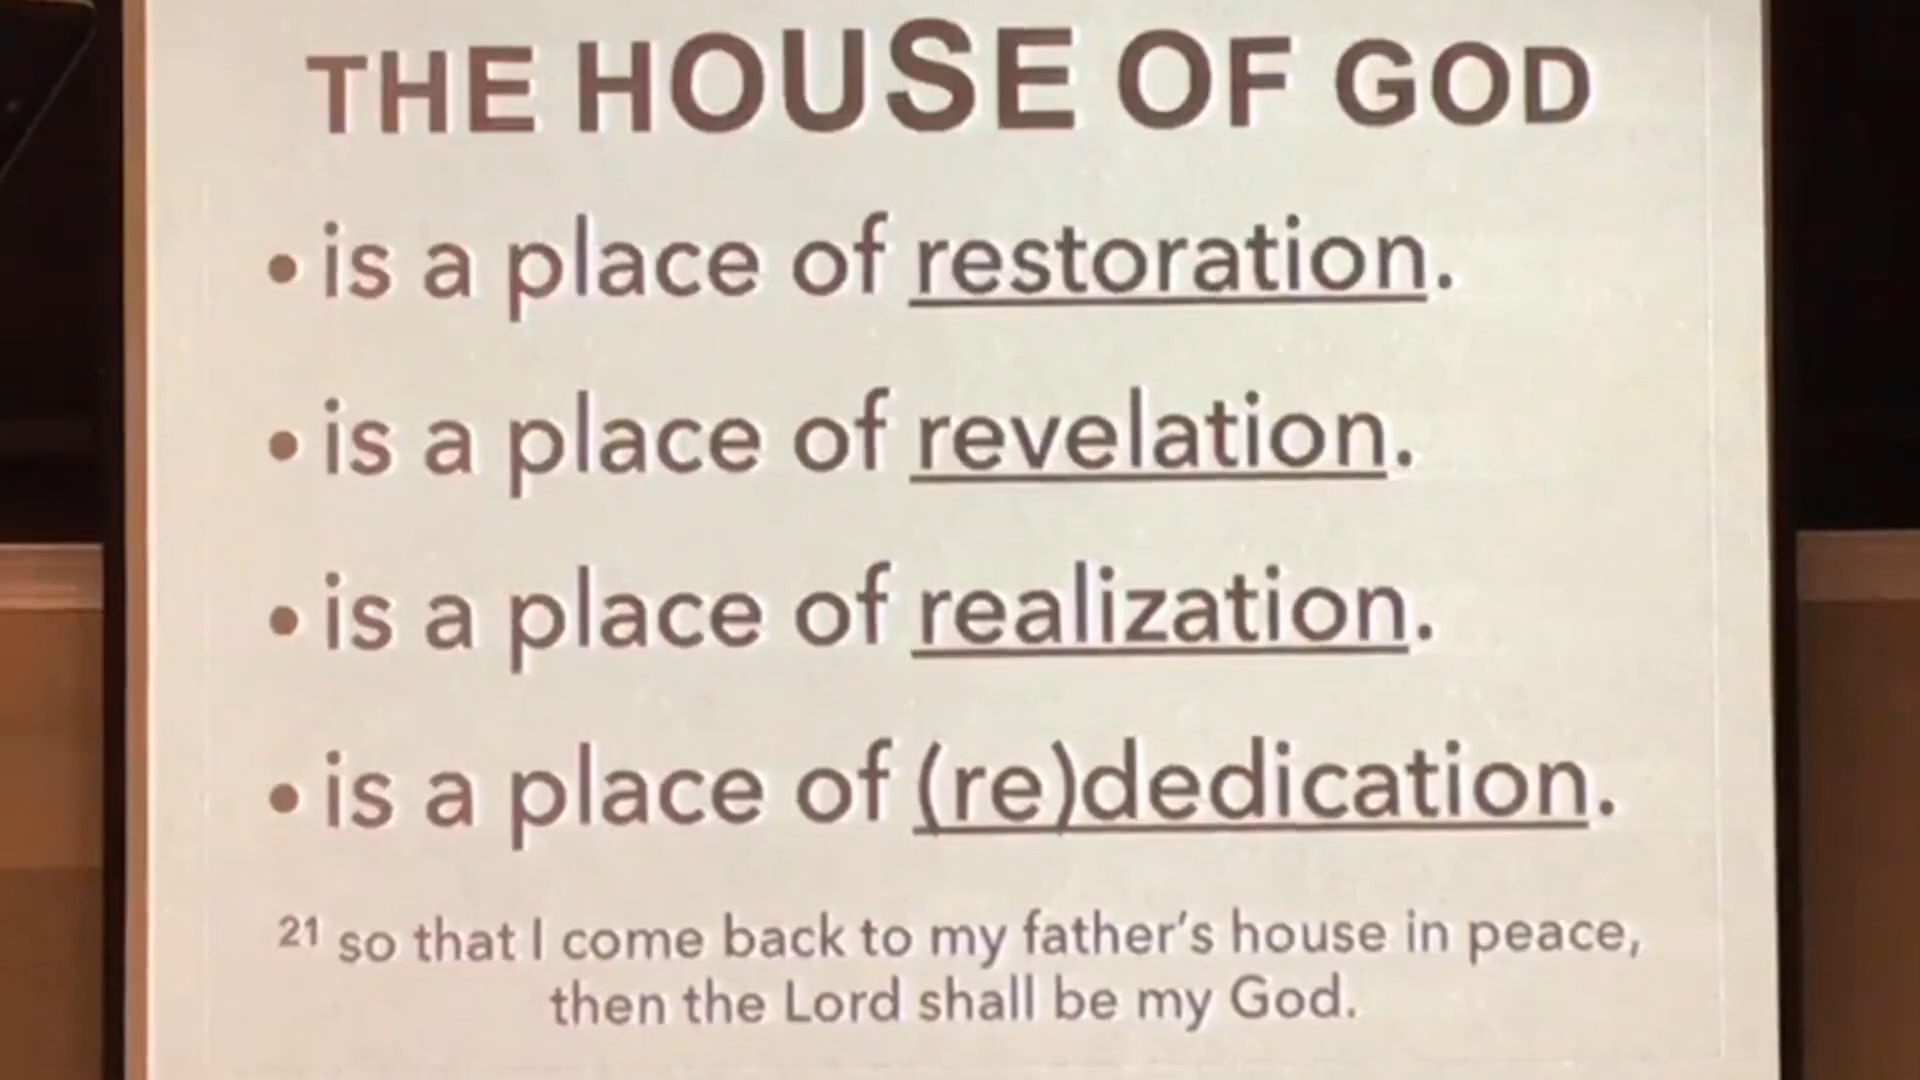 THE HOUSE OF GOD
• is a place of restoration.
• is a place of revelation.
• is a place of realization.
• is a place of (re)dedication.
21 so that I come back to my father's house in peace,
then the Lord shall be my God.